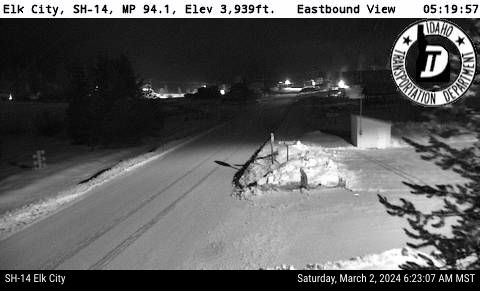 Elk City, SH-14, MP 94.1, Elev 3,939ft.   Eastbound View   05:19:57
IDAHO
TRANSPORTATION DEPARTMENT
SH-14 Elk City
Saturday, March 2, 2024 6:23:07 AM MST